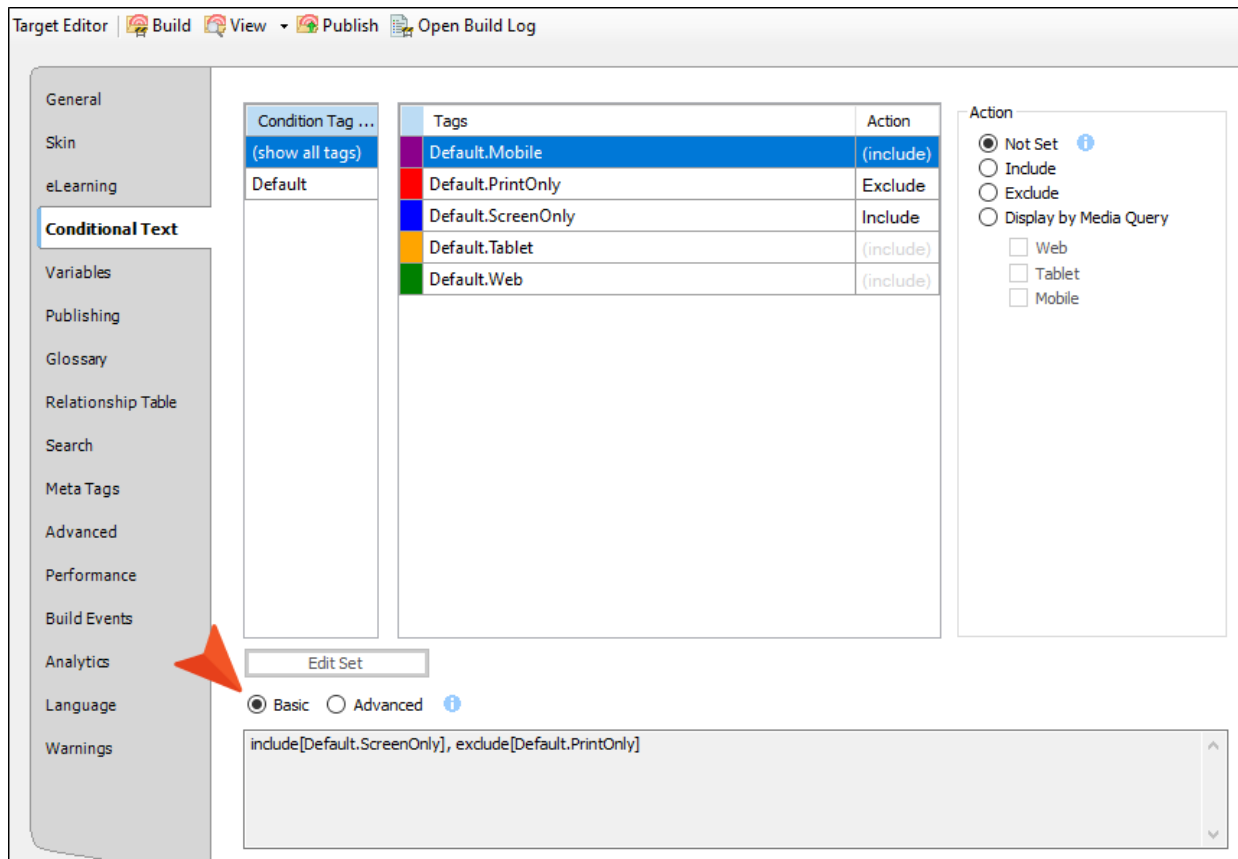 Target Editor Build View Publish Open Build Log
General
Skin
eLearning
Conditional Text
Variables
Publishing
Glossary
Relationship Table
Search
Meta Tags
Advanced
Performance
Build Events
Analytics
Language
Warnings
Condition Tag ...
(show all tags)
Default
Tags Action
Default.Mobile (include)
Default.PrintOnly Exclude
Default.ScreenOnly Include
Default.Tablet (include)
Default.Web (include)
Action
Not Set
Include
Exclude
Display by Media Query
Web
Tablet
Mobile
Edit Set
Basic Advanced
include[Default.ScreenOnly], exclude[Default.PrintOnly]